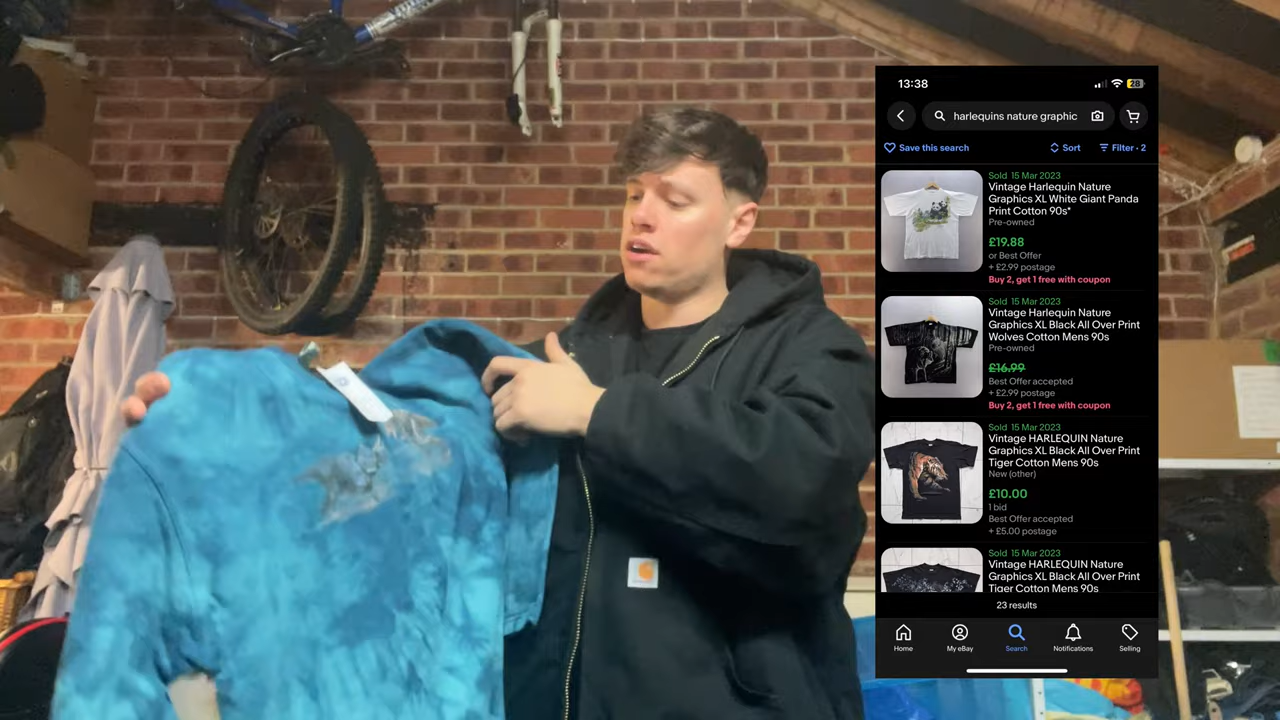 13:38
28
harlequins nature graphic
Save this search
Sort
Filter · 2
Sold 15 Mar 2023
Vintage Harlequin Nature
Graphics XL White Giant Panda
Print Cotton 90s*
Pre-owned
£19.88
or Best Offer
+ £2.99 postage
Buy 2, get 1 free with coupon
Sold 15 Mar 2023
Vintage Harlequin Nature
Graphics XL Black All Over Print
Wolves Cotton Mens 90s
Pre-owned
£16.99
Best Offer accepted
+ £2.99 postage
Buy 2, get 1 free with coupon
Sold 15 Mar 2023
Vintage HARLEQUIN Nature
Graphics XL Black All Over Print
Tiger Cotton Mens 90s
New (other)
£10.00
1 bid
Best Offer accepted
+ £5.00 postage
Sold 15 Mar 2023
Vintage HARLEQUIN Nature
Graphics XL Black All Over Print
Tiger Cotton Mens 90s
23 results
Home
My eBay
Search
Notifications
Selling